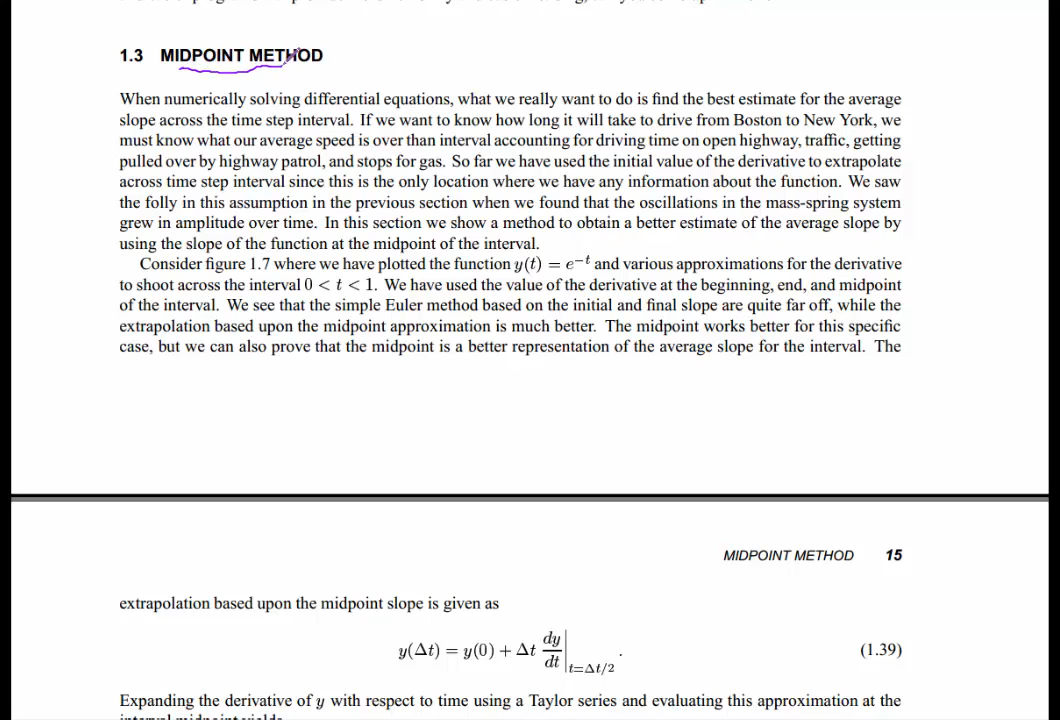 1.3 MIDPOINT METHOD
When numerically solving differential equations, what we really want to do is find the best estimate for the average
slope across the time step interval. If we want to know how long it will take to drive from Boston to New York, we
must know what our average speed is over than interval accounting for driving time on open highway, traffic, getting
pulled over by highway patrol, and stops for gas. So far we have used the initial value of the derivative to extrapolate
across time step interval since this is the only location where we have any information about the function. We saw
the folly in this assumption in the previous section when we found that the oscillations in the mass-spring system
grew in amplitude over time. In this section we show a method to obtain a better estimate of the average slope by
using the slope of the function at the midpoint of the interval.
Consider figure 1.7 where we have plotted the function y(t) = e^{-t} and various approximations for the derivative
to shoot across the interval 0 < t < 1. We have used the value of the derivative at the beginning, end, and midpoint
of the interval. We see that the simple Euler method based on the initial and final slope are quite far off, while the
extrapolation based upon the midpoint approximation is much better. The midpoint works better for this specific
case, but we can also prove that the midpoint is a better representation of the average slope for the interval. The
MIDPOINT METHOD 15
extrapolation based upon the midpoint slope is given as
y(Δt) = y(0) + Δt dy/dt|_{t=Δt/2}. (1.39)
Expanding the derivative of y with respect to time using a Taylor series and evaluating this approximation at the